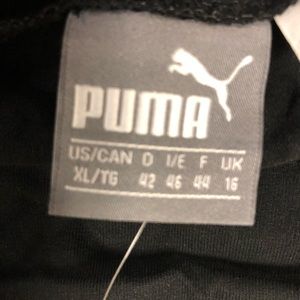 PUMA
US/CAN D I/E F UK
XL/TG 42 46 44 16